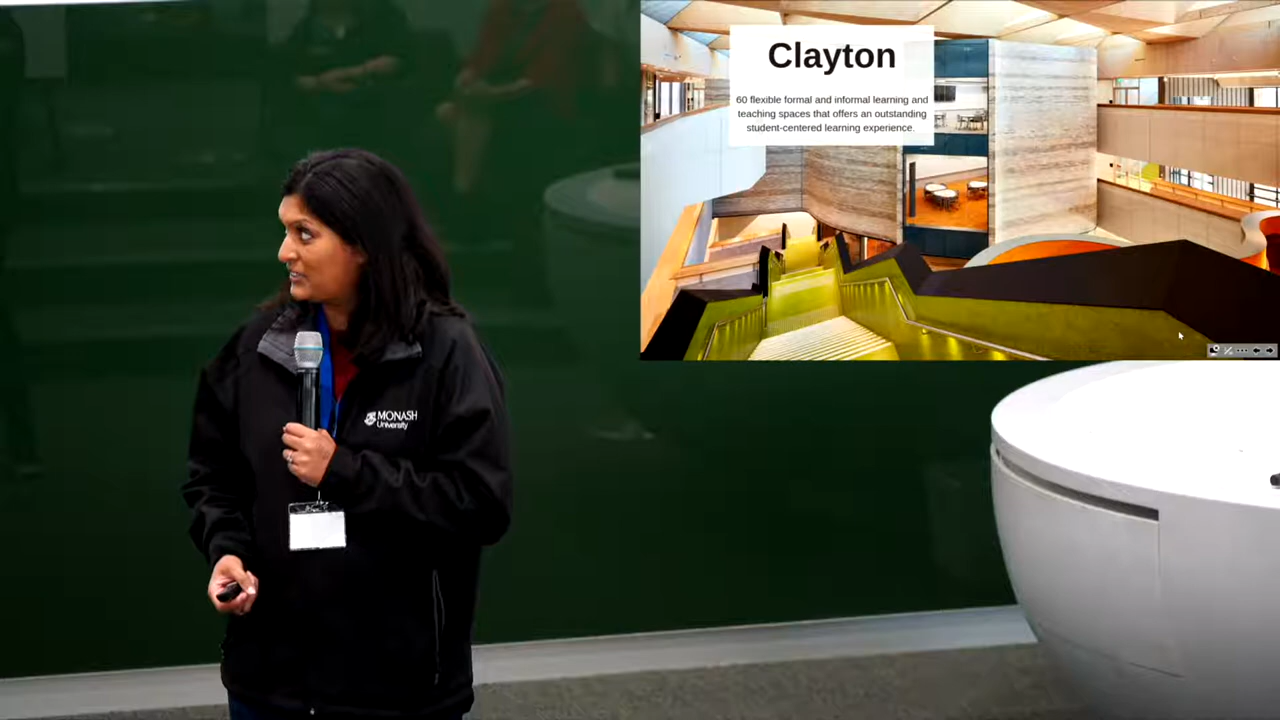 Clayton
60 flexible formal and informal learning and
teaching spaces that offers an outstanding
student-centered learning experience.
MONASH
University